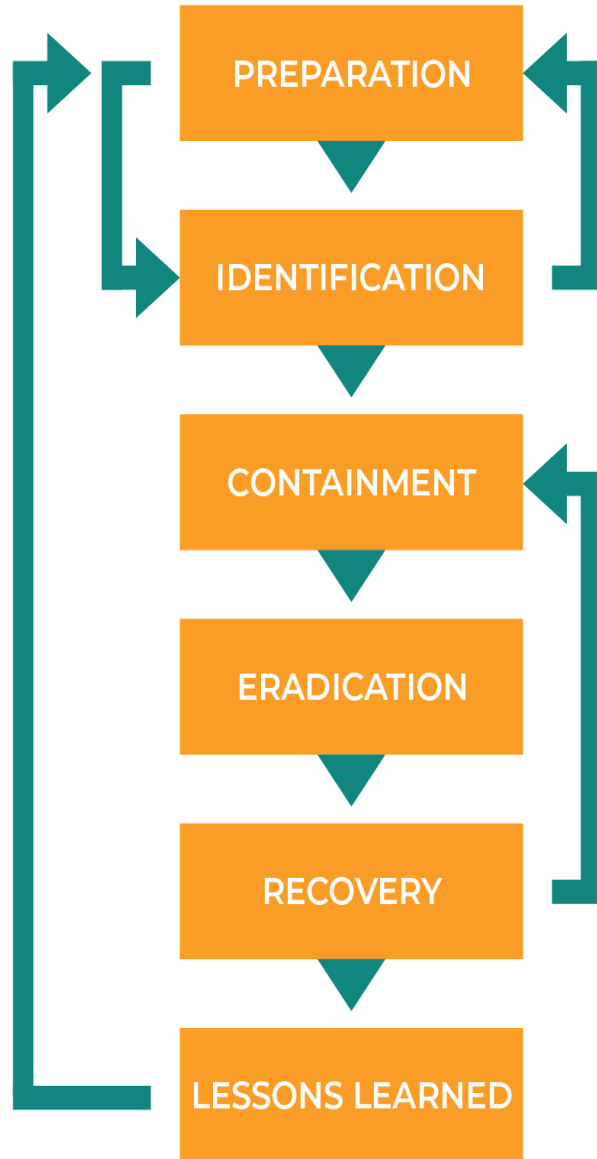 PREPARATION
IDENTIFICATION
CONTAINMENT
ERADICATION
RECOVERY
LESSONS LEARNED